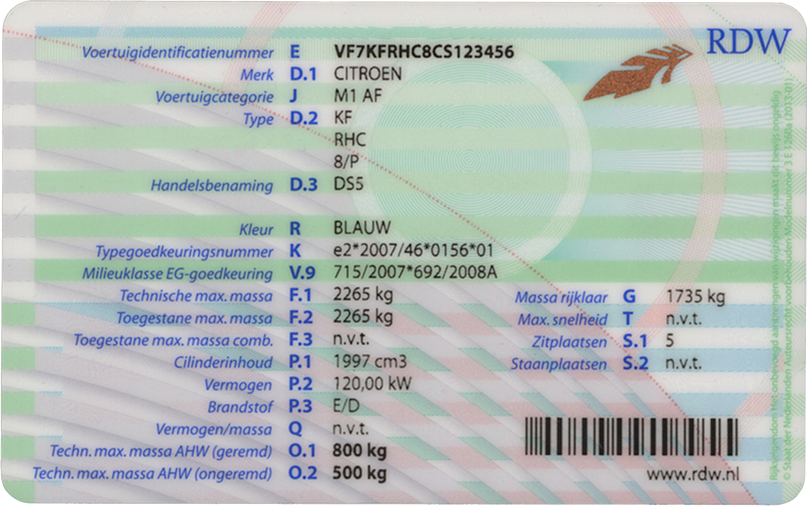 RDW
Voertuigidentificatienummer E VF7KFRHC8CS123456
Merk D.1 CITROEN
Voertuigcategorie J M1 AF
Type D.2 KF
RHC
8/P
Handelsbenaming D.3 DS5
Kleur R BLAUW
Typegoedkeuringsnummer K e2*2007/46*0156*01
Milieuklasse EG-goedkeuring V.9 715/2007*692/2008A
Technische max. massa F.1 2265 kg Massa rijklaar G 1735 kg
Toegestane max. massa F.2 2265 kg Max. snelheid T n.v.t.
Toegestane max. massa comb. F.3 n.v.t. Zitplaatsen S.1 5
Cilinderinhoud P.1 1997 cm3 Staanplaatsen S.2 n.v.t.
Vermogen P.2 120,00 kW
Brandstof P.3 E/D
Vermogen/massa Q n.v.t.
Techn. max. massa AHW (geremd) O.1 800 kg
Techn. max. massa AHW (ongeremd) O.2 500 kg
www.rdw.nl
© Staat der Nederlanden Auteursrecht voorbehouden Modelnummer 3 E